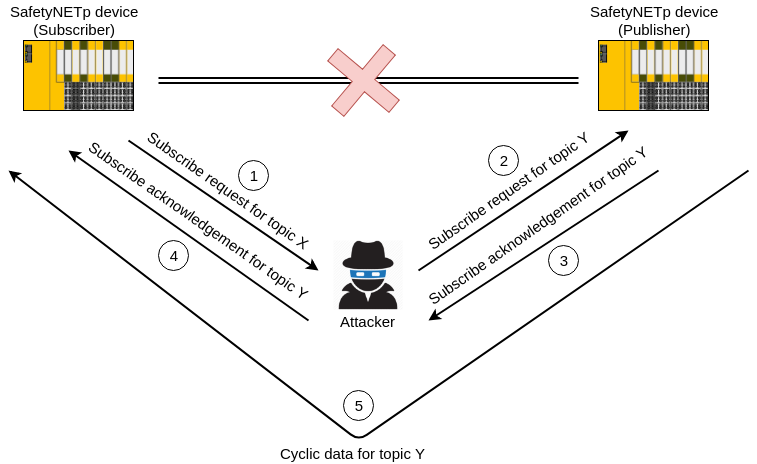 SafetyNETp device
(Subscriber)
SafetyNETp device
(Publisher)
Subscribe request for topic X
1
Subscribe request for topic Y
2
Subscribe acknowledgement for topic Y
3
Subscribe acknowledgement for topic Y
4
Attacker
5
Cyclic data for topic Y